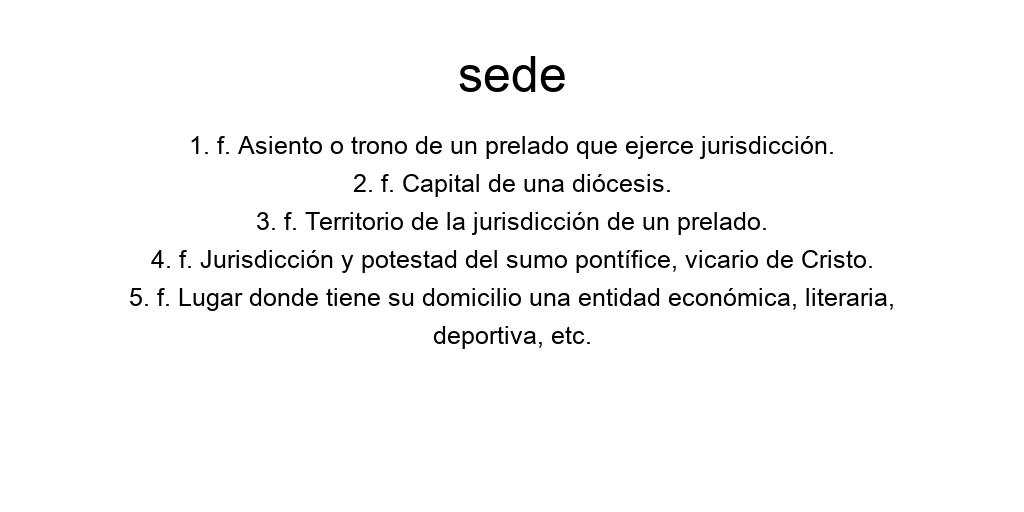 sede
1. f. Asiento o trono de un prelado que ejerce jurisdicción.
2. f. Capital de una diócesis.
3. f. Territorio de la jurisdicción de un prelado.
4. f. Jurisdicción y potestad del sumo pontífice, vicario de Cristo.
5. f. Lugar donde tiene su domicilio una entidad económica, literaria,
deportiva, etc.